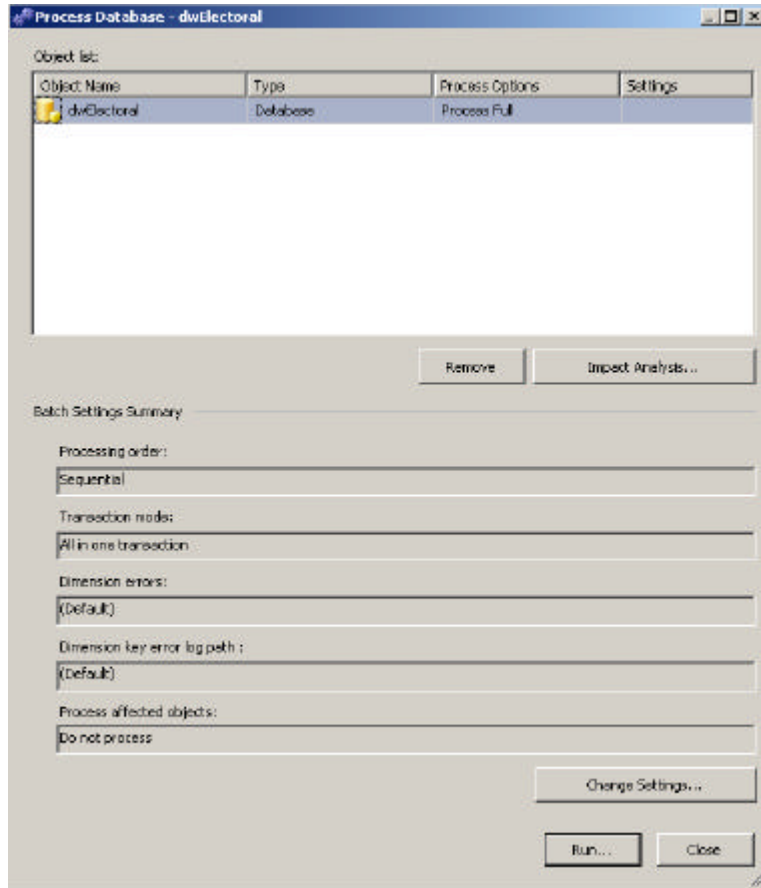 Process Database - dwElectoral
Object list:
Object Name Type Process Options Settings
dwElectoral Database Process Full
Remove Impact Analysis...
Batch Settings Summary
Processing order:
Sequential
Transaction mode:
All in one transaction
Dimension errors:
(Default)
Dimension key error log path :
(Default)
Process affected objects:
Do not process
Change Settings...
Run... Close